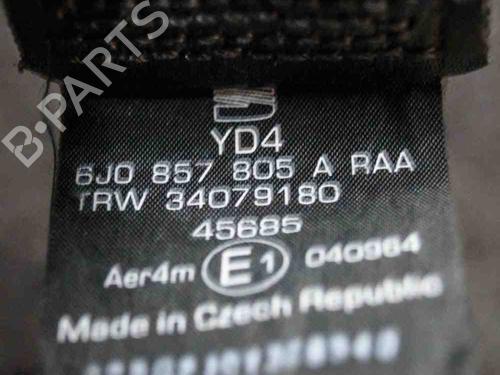 B-PARTS
YD4
6J0 857 805 A RAA
TRW 34079180
45685
Aer4m E1 040964
Made in Czech Republic